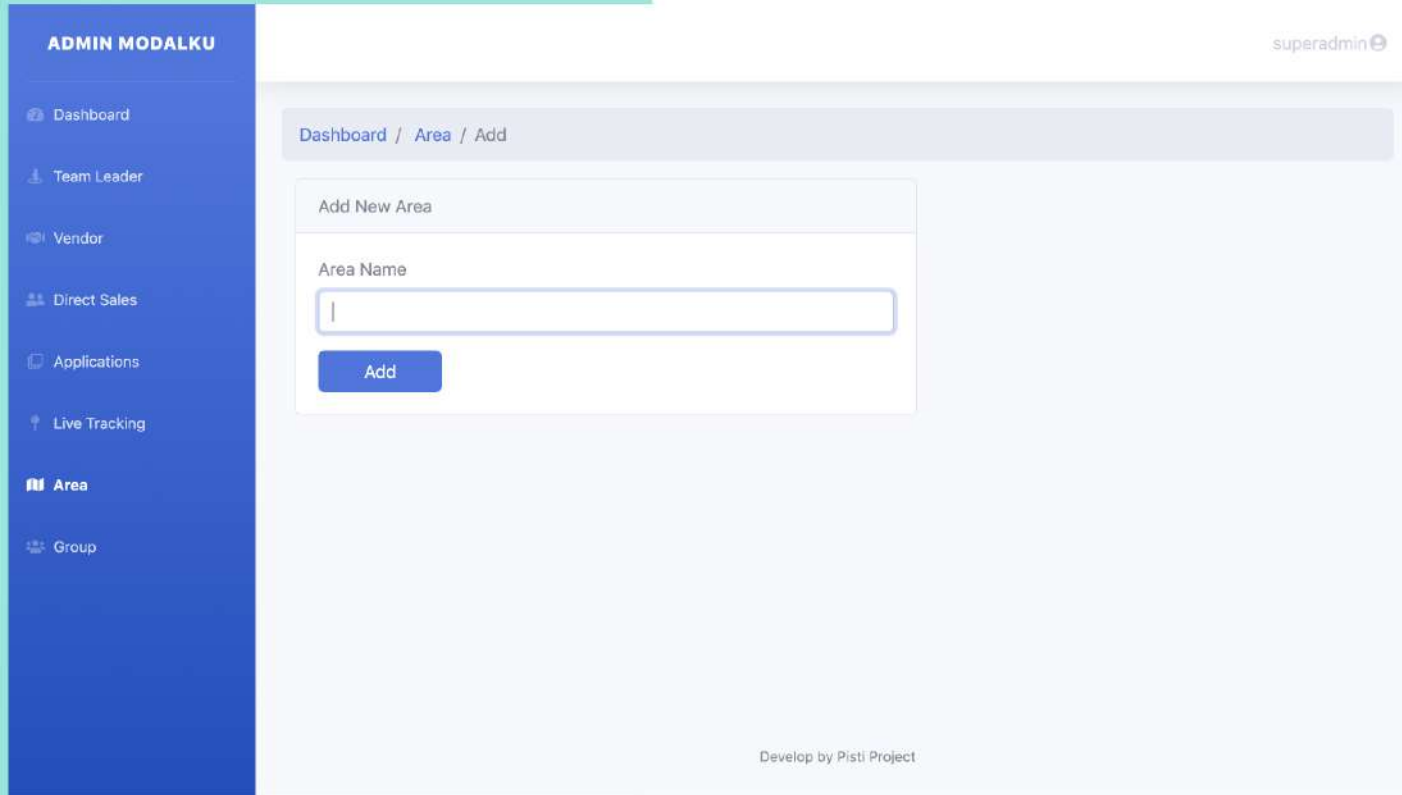 ADMIN MODALKU
superadmin
Dashboard
Team Leader
Vendor
Direct Sales
Applications
Live Tracking
Area
Group
Dashboard / Area / Add
Add New Area
Area Name
Add
Develop by Pisti Project